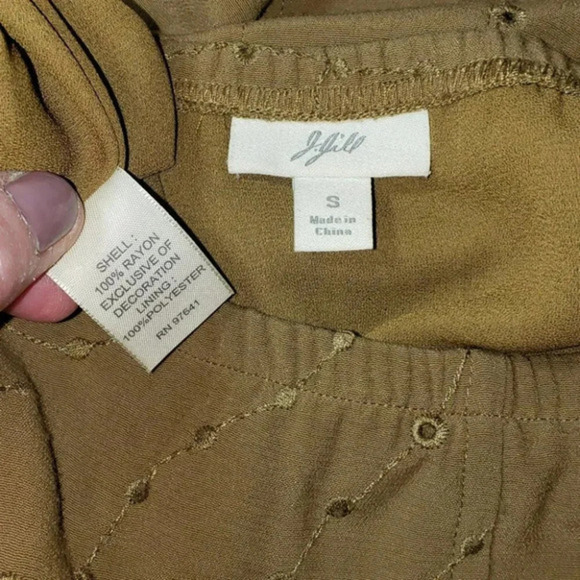 J.Jill
S
Made in
China
SHELL :
100% RAYON
EXCLUSIVE OF
DECORATION
LINING :
100%POLYESTER
RN 97641